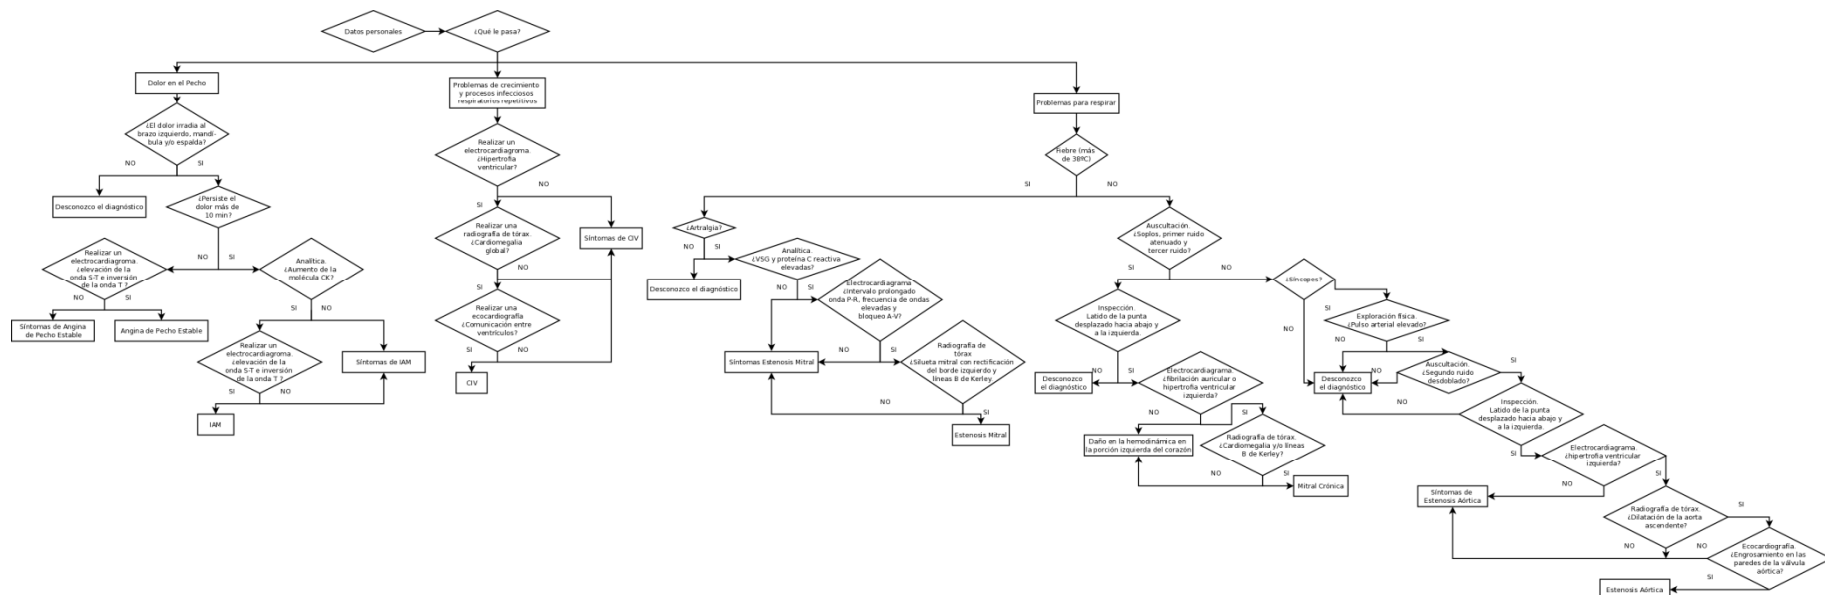 Datos personales
¿Qué le pasa?
Dolor en el Pecho
¿El dolor irradia al
brazo izquierdo, mandí-
bula y/o espalda?
NO
SI
Desconozco el diagnóstico
¿Persiste el
dolor más de
10 min?
NO
SI
Realizar un
electrocardiograma.
¿elevación de la
onda S-T e inversión
de la onda T ?
NO
SI
Síntomas de Angina
de Pecho Estable
Angina de Pecho Estable
Analítica.
¿Aumento de la
molécula CK?
SI
NO
Realizar un
electrocardiograma.
¿elevación de la
onda S-T e inversión
de la onda T ?
SI
NO
Síntomas de IAM
IAM
Problemas de crecimiento
y procesos infecciosos
respiratorios repetitivos
Realizar un
electrocardiagroma.
¿Hipertrofia
ventricular?
NO
SI
Realizar una
radiografía de tórax.
¿Cardiomegalia
global?
Síntomas de CIV
NO
SI
Realizar una
ecocardiografía
¿Comunicación entre
ventrículos?
SI
NO
CIV
Problemas para respirar
Fiebre (más
de 38ºC)
SI
NO
¿Artralgia?
NO
SI
Desconozco el diagnóstico
Analítica.
¿VSG y proteína C reactiva
elevadas?
NO
SI
Electrocardiagrama
¿Intervalo prolongado
onda P-R, frecuencia de ondas
elevadas y
bloqueo A-V?
NO
SI
Síntomas Estenosis Mitral
Radiografía de
tórax
¿Silueta mitral con rectificación
del borde izquierdo y
líneas B de Kerley
NO
SI
Estenosis Mitral
Auscultación.
¿Soplos, primer ruido
atenuado y
tercer ruido?
SI
NO
Inspección.
Latido de la punta
desplazado hacia abajo y
a la izquierda.
NO
SI
Desconozco
el diagnóstico
Electrocardiagrama.
¿fibrilación auricular o
hipertrofia ventricular
izquierda?
NO
SI
Daño en la hemodinámica en
la porción izquierda del corazón
Radiografía de tórax.
¿Cardiomegalia y/o líneas
B de Kerley?
NO
SI
Mitral Crónica
¿Síncopes?
SI
NO
Exploración física.
¿Pulso arterial elevado?
NO
SI
Desconozco
el diagnóstico
Auscultación.
¿Segundo ruido
desdoblado?
NO
SI
Inspección.
Latido de la punta
desplazado hacia abajo y
a la izquierda.
NO
SI
Electrocardiagrama.
¿hipertrofia ventricular
izquierda?
NO
SI
Síntomas de
Estenosis Aórtica
Radiografía de tórax.
¿Dilatación de la aorta
ascendente?
NO
SI
Ecocardiografía.
¿Engrosamiento en las
paredes de la válvula
aórtica?
NO
SI
Estenosis Aórtica